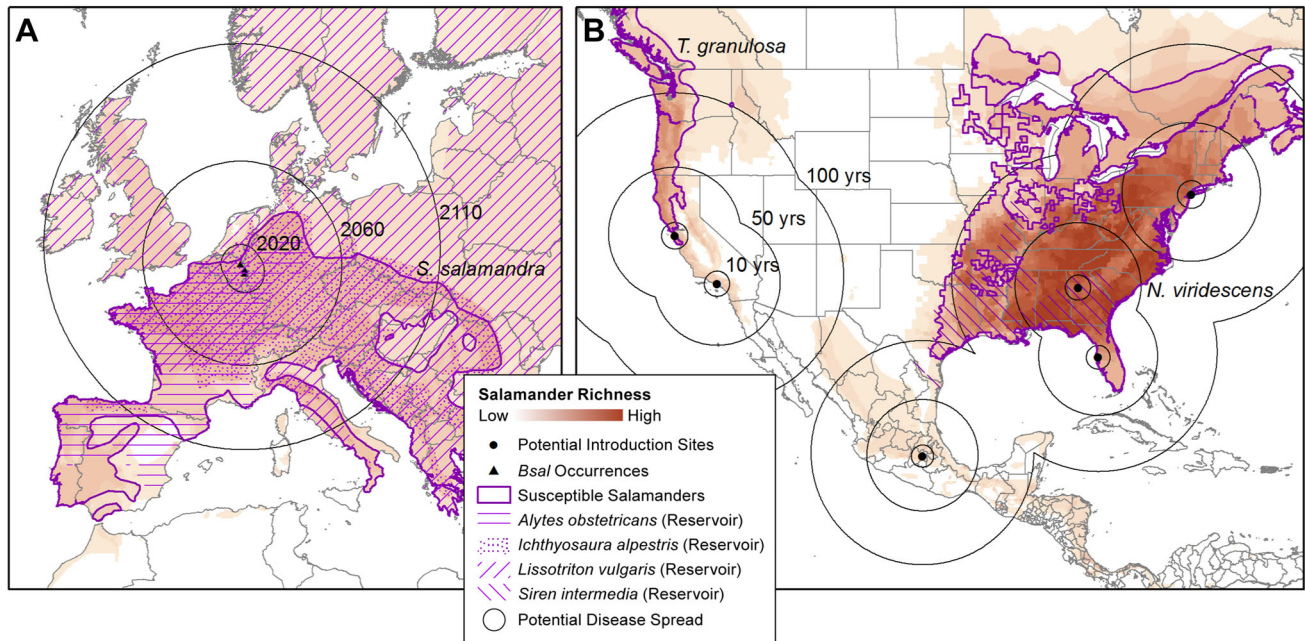 A
2020
2060
2110
S. salamandra
B
T. granulosa
100 yrs
50 yrs
10 yrs
N. viridescens
Salamander Richness
Low High
Potential Introduction Sites
Bsal Occurrences
Susceptible Salamanders
Alytes obstetricans (Reservoir)
Ichthyosaura alpestris (Reservoir)
Lissotriton vulgaris (Reservoir)
Siren intermedia (Reservoir)
Potential Disease Spread